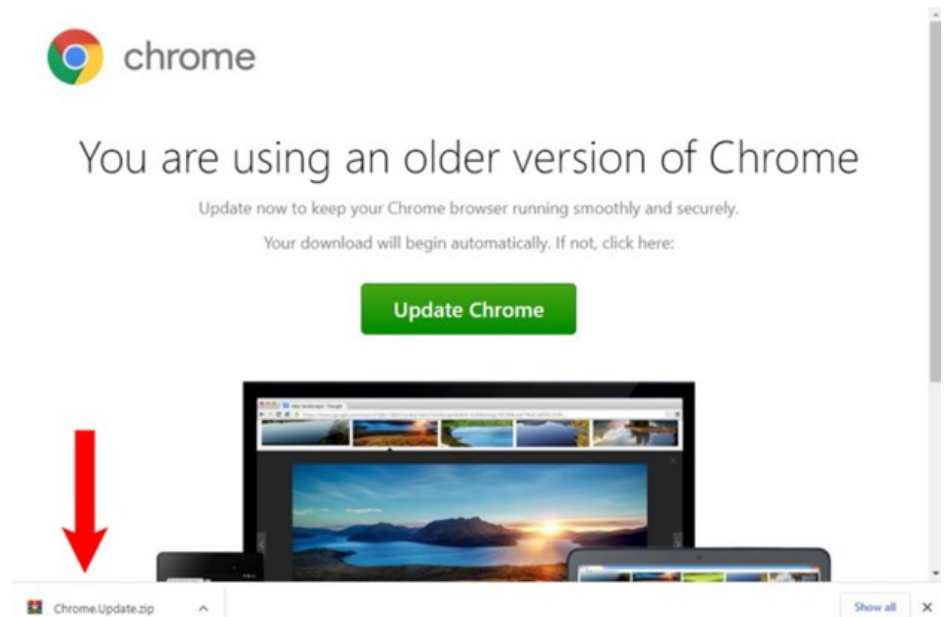 chrome
You are using an older version of Chrome
Update now to keep your Chrome browser running smoothly and securely.
Your download will begin automatically. If not, click here:
Update Chrome
Chrome.Update.zip
Show all